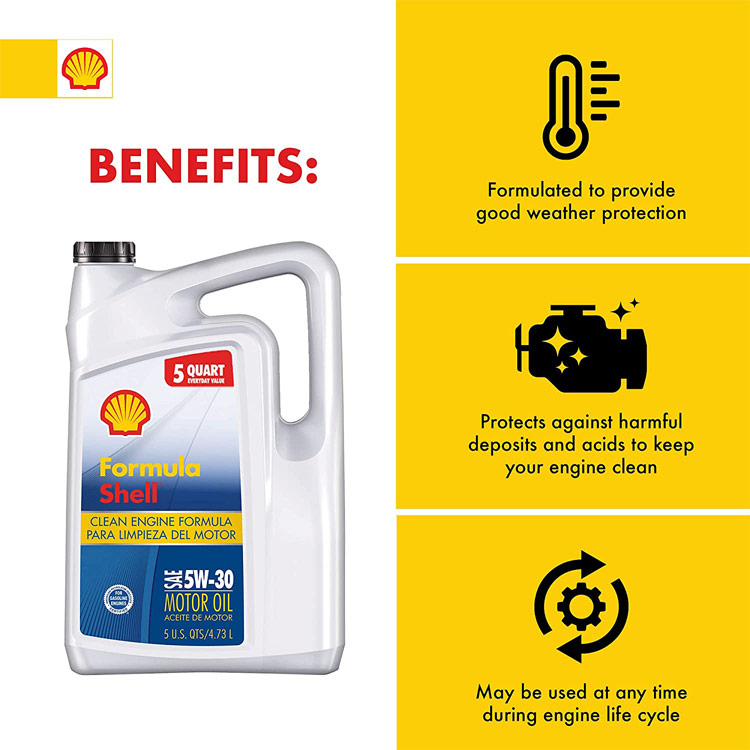 BENEFITS:
5 QUART
EVERYDAY VALUE
Formula
Shell
CLEAN ENGINE FORMULA
PARA LIMPIEZA DEL MOTOR
FOR
GASOLINE
ENGINES
SAE 5W-30
MOTOR OIL
ACEITE DE MOTOR
5 U.S. QTS/4.73 L
Formulated to provide
good weather protection
Protects against harmful
deposits and acids to keep
your engine clean
May be used at any time
during engine life cycle